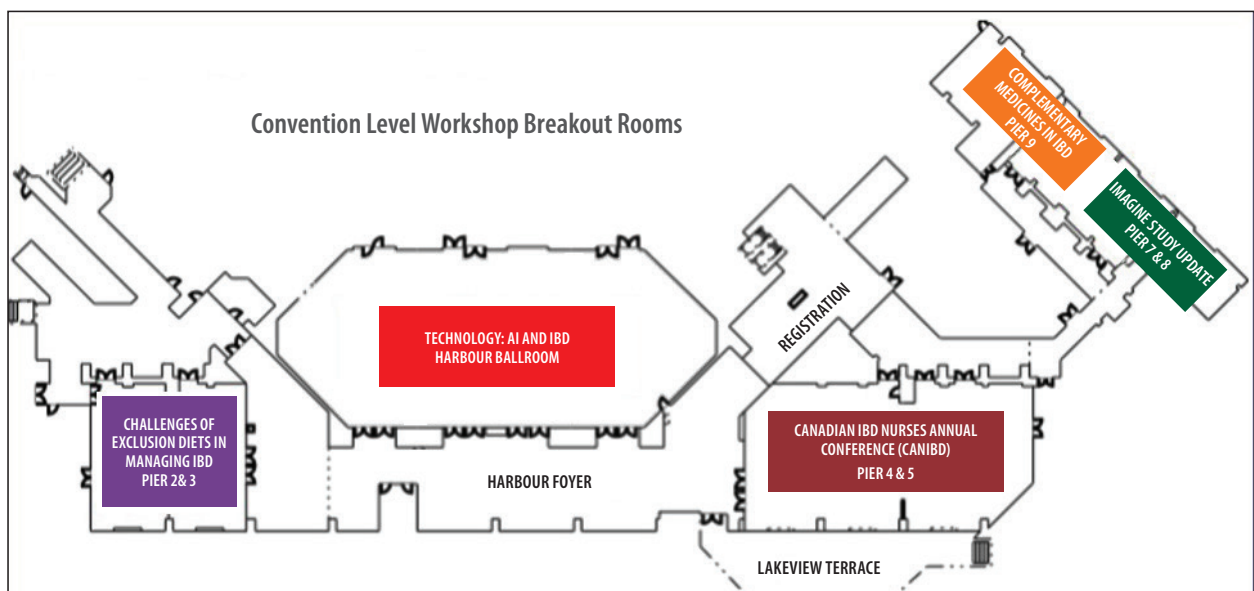 Convention Level Workshop Breakout Rooms
COMPLEMENTARY
MEDICINES IN IBD
PIER 9
IMAGINE STUDY UPDATE
PIER 7 & 8
REGISTRATION
TECHNOLOGY: AI AND IBD
HARBOUR BALLROOM
CHALLENGES OF
EXCLUSION DIETS IN
MANAGING IBD
PIER 2& 3
CANADIAN IBD NURSES ANNUAL
CONFERENCE (CANIBD)
PIER 4 & 5
HARBOUR FOYER
LAKEVIEW TERRACE